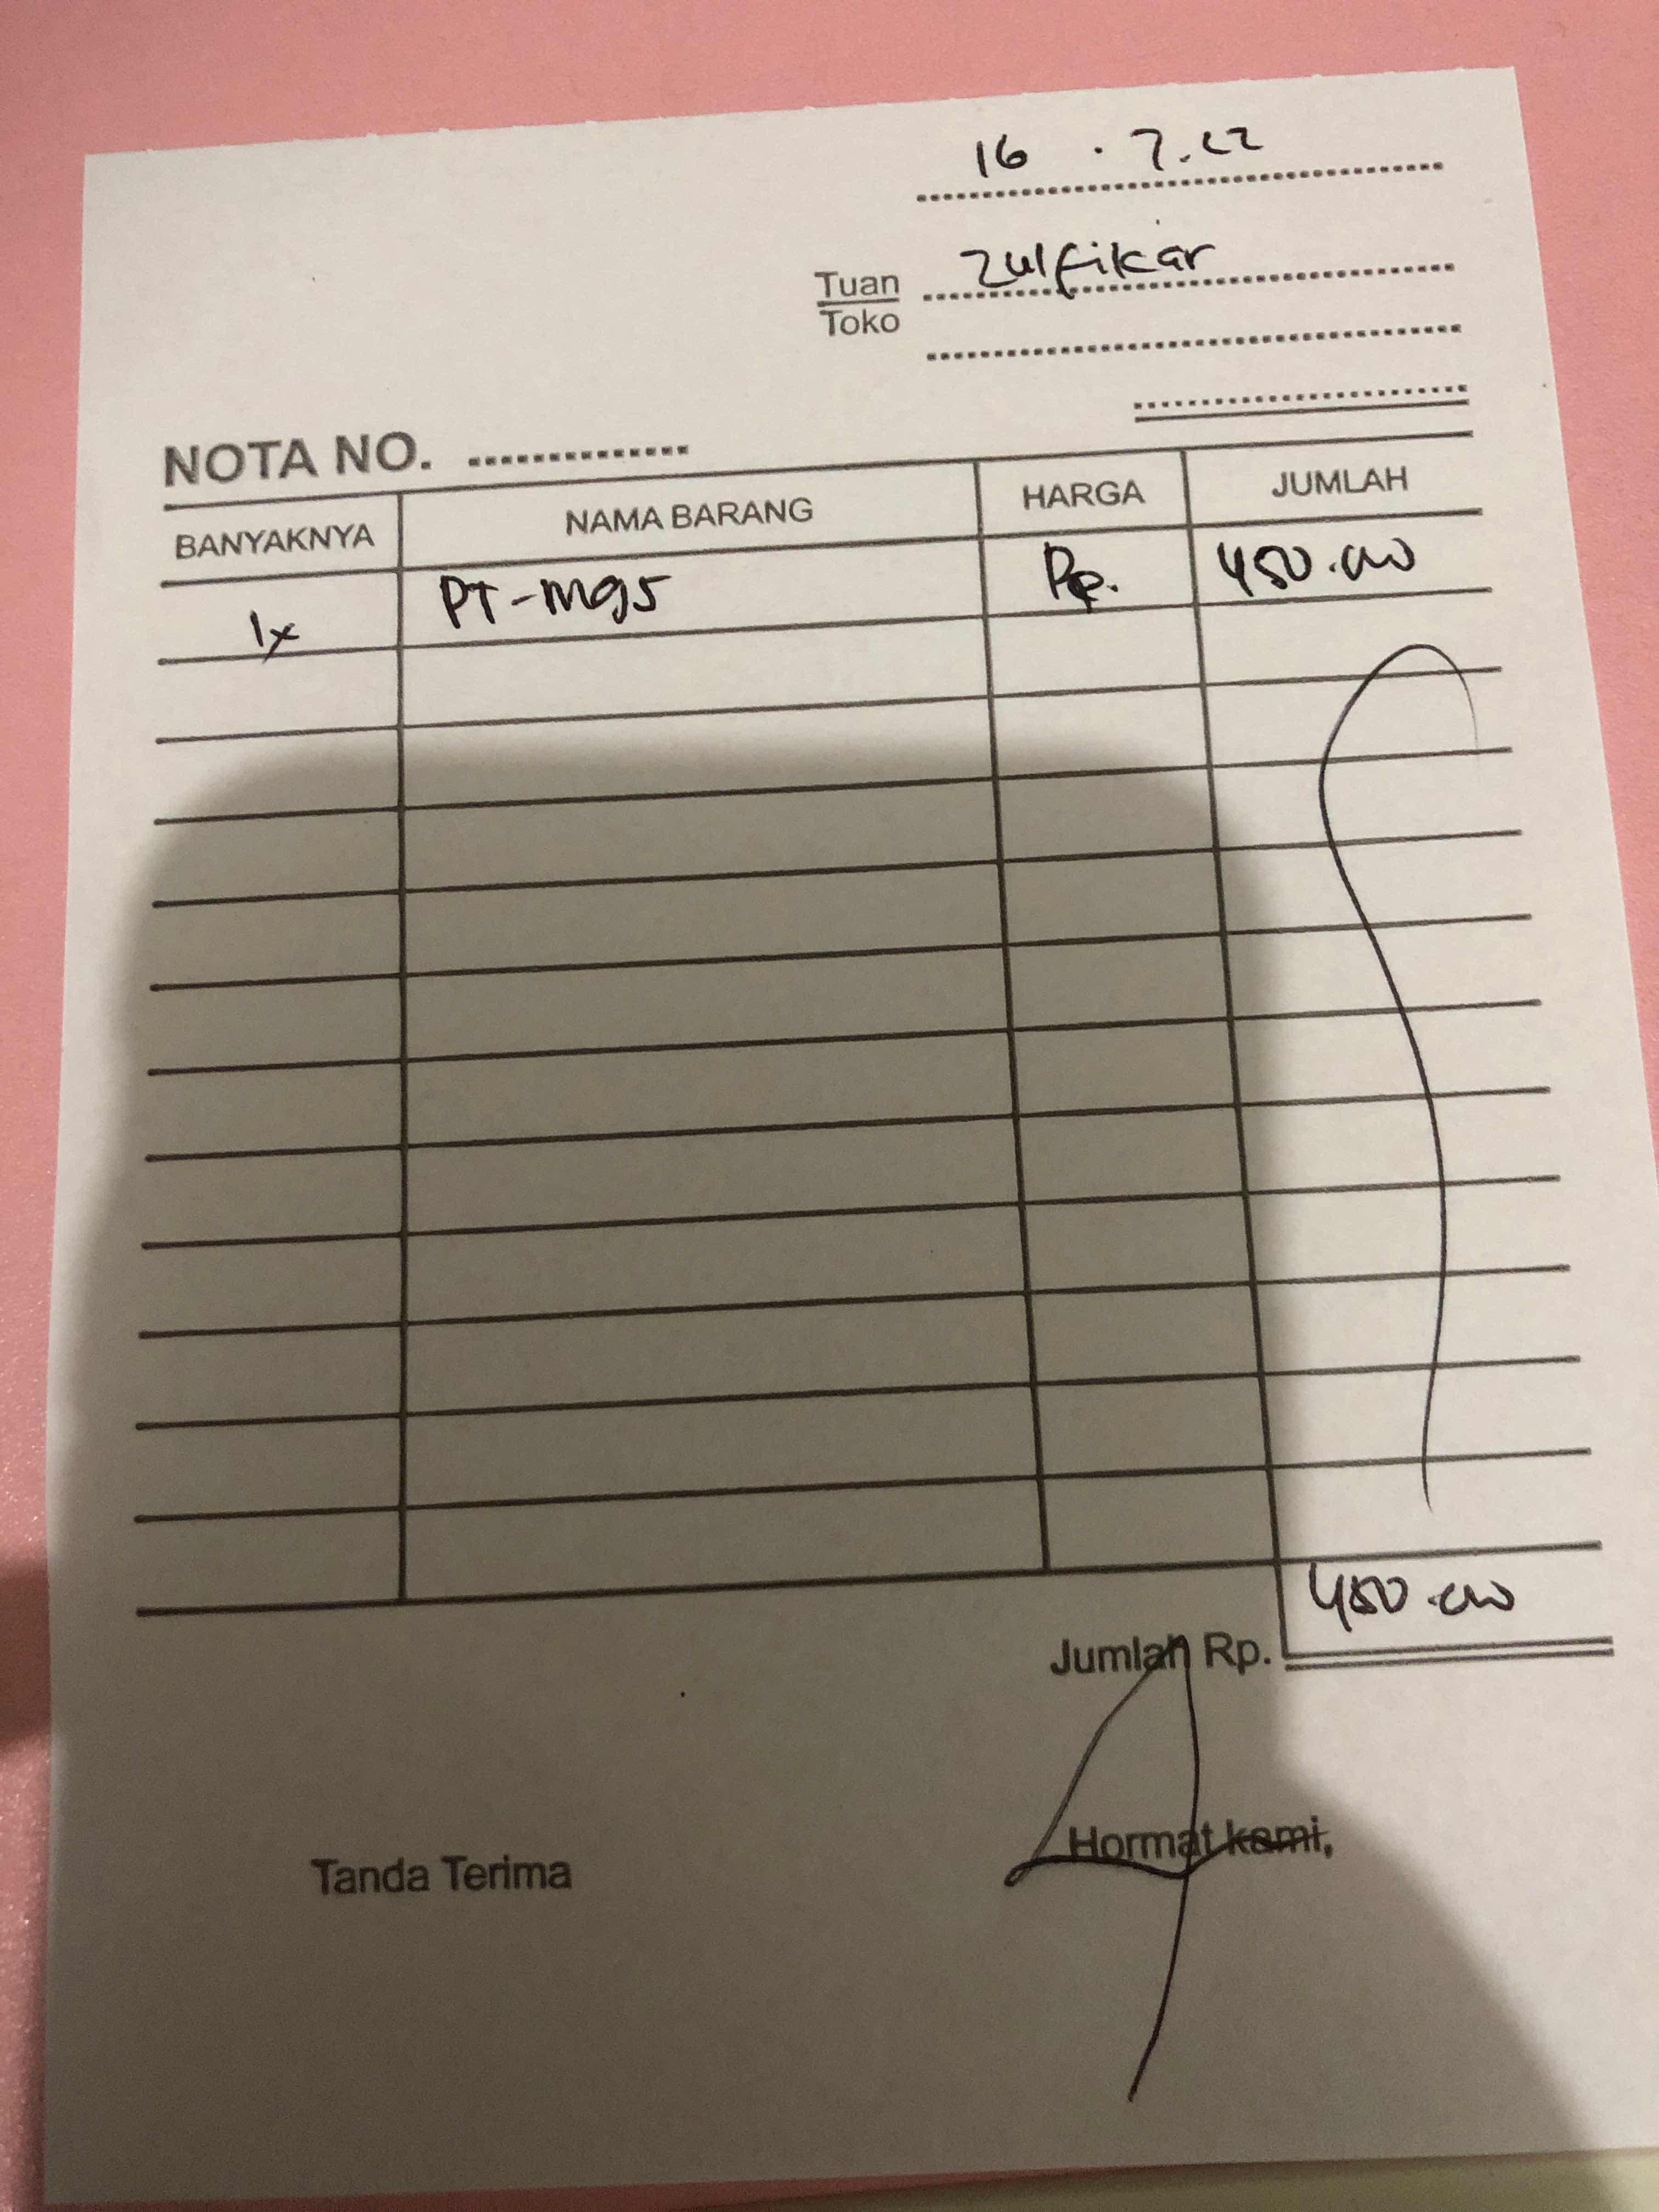 16 . 7.22
Tuan Zulfikar
Toko
NOTA NO.
BANYAKNYA NAMA BARANG HARGA JUMLAH
1x PT-Mg5 Rp. 450.000
450.000
Jumlah Rp.
Tanda Terima Hormat kami,